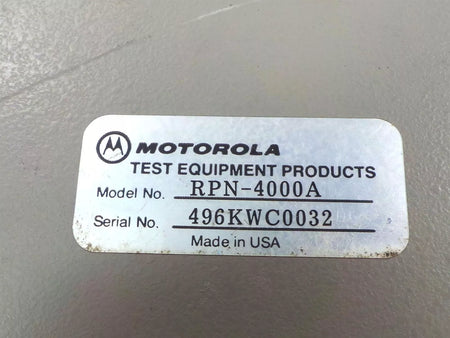 MOTOROLA
TEST EQUIPMENT PRODUCTS
Model No. RPN-4000A
Serial No. 496KWC0032
Made in USA